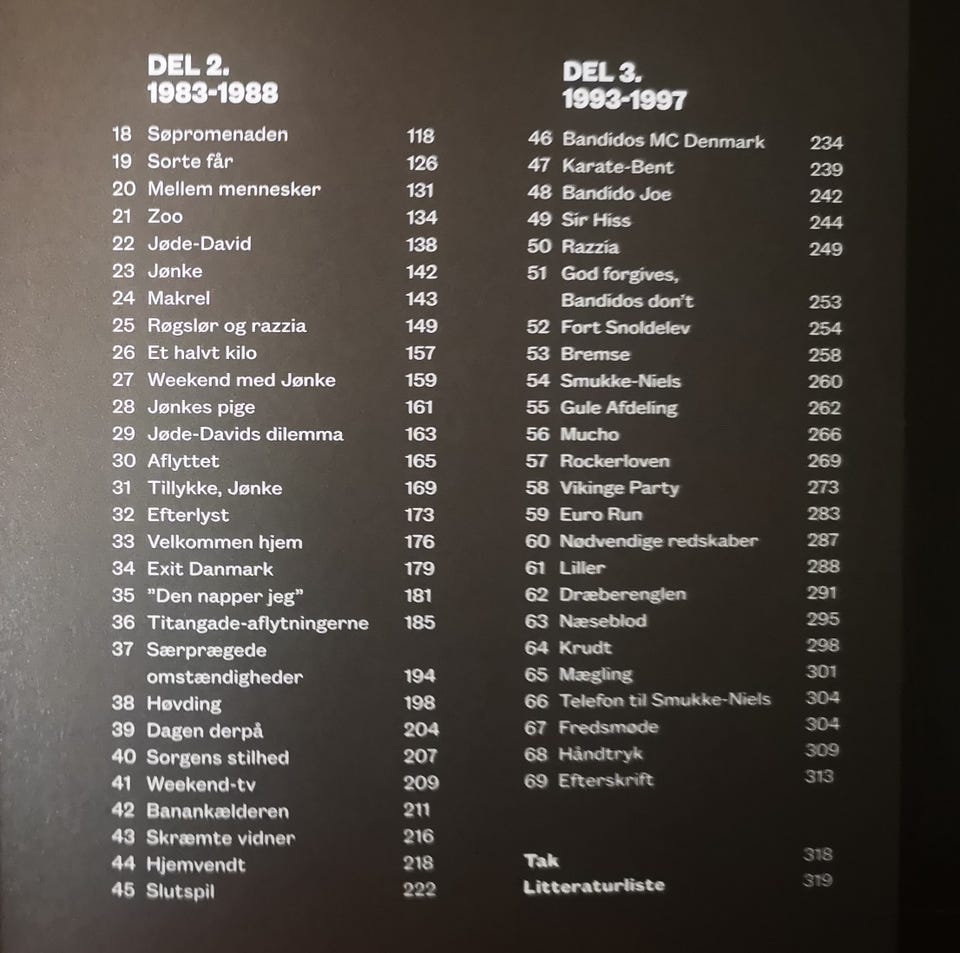 DEL 2.
1983-1988
18 Søpromenaden 118
19 Sorte får 126
20 Mellem mennesker 131
21 Zoo 134
22 Jøde-David 138
23 Jønke 142
24 Makrel 143
25 Røgslør og razzia 149
26 Et halvt kilo 157
27 Weekend med Jønke 159
28 Jønkes pige 161
29 Jøde-Davids dilemma 163
30 Aflyttet 165
31 Tillykke, Jønke 169
32 Efterlyst 173
33 Velkommen hjem 176
34 Exit Danmark 179
35 ”Den napper jeg” 181
36 Titangade-aflytningerne 185
37 Særprægede
omstændigheder 194
38 Høvding 198
39 Dagen derpå 204
40 Sorgens stilhed 207
41 Weekend-tv 209
42 Banankælderen 211
43 Skræmte vidner 216
44 Hjemvendt 218
45 Slutspil 222
DEL 3.
1993-1997
46 Bandidos MC Denmark 234
47 Karate-Bent 239
48 Bandido Joe 242
49 Sir Hiss 244
50 Razzia 249
51 God forgives,
Bandidos don't 253
52 Fort Snoldelev 254
53 Bremse 258
54 Smukke-Niels 260
55 Gule Afdeling 262
56 Mucho 266
57 Rockerloven 269
58 Vikinge Party 273
59 Euro Run 283
60 Nødvendige redskaber 287
61 Liller 288
62 Dræberenglen 291
63 Næseblod 295
64 Krudt 298
65 Mægling 301
66 Telefon til Smukke-Niels 304
67 Fredsmøde 304
68 Håndtryk 309
69 Efterskrift 313
Tak 318
Litteraturliste 319